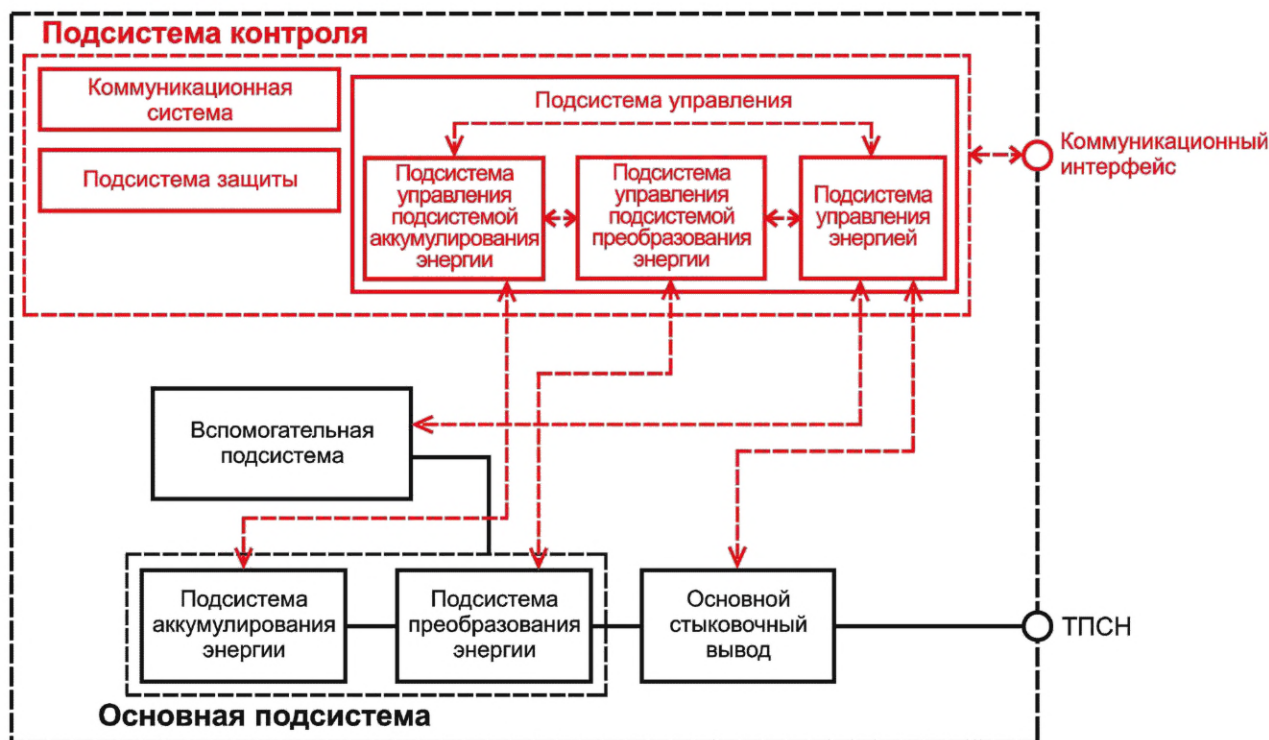 Подсистема контроля
Коммуникационная
система
Подсистема защиты
Подсистема управления
Подсистема
управления
подсистемой
аккумулирования
энергии
Подсистема
управления
подсистемой
преобразования
энергии
Подсистема
управления
энергией
Коммуникационный
интерфейс
Вспомогательная
подсистема
Подсистема
аккумулирования
энергии
Подсистема
преобразования
энергии
Основной
стыковочный
вывод
ТПСН
Основная подсистема